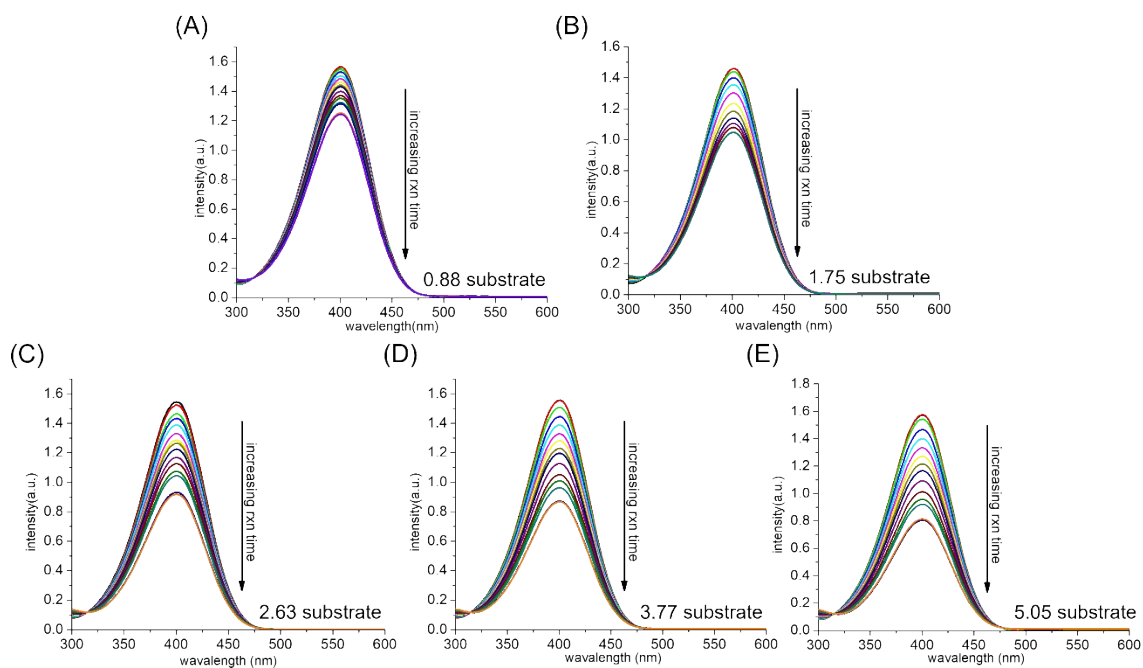 (A)
1.6
1.4
1.2
1.0
0.8
0.6
0.4
0.2
0.0
intensity(a.u.)
increasing rxn time
0.88 substrate
300 350 400 450 500 550 600
wavelength(nm)
(B)
1.6
1.4
1.2
1.0
0.8
0.6
0.4
0.2
0.0
intensity(a.u.)
increasing rxn time
1.75 substrate
300 350 400 450 500 550 600
wavelength (nm)
(C)
1.6
1.4
1.2
1.0
0.8
0.6
0.4
0.2
0.0
intensity(a.u.)
increasing rxn time
2.63 substrate
300 350 400 450 500 550 600
wavelength (nm)
(D)
1.6
1.4
1.2
1.0
0.8
0.6
0.4
0.2
0.0
intensity(a.u.)
increasing rxn time
3.77 substrate
300 350 400 450 500 550 600
wavelength (nm)
(E)
1.8
1.6
1.4
1.2
1.0
0.8
0.6
0.4
0.2
0.0
intensity(a.u.)
increasing rxn time
5.05 substrate
300 350 400 450 500 550 600
wavelength (nm)